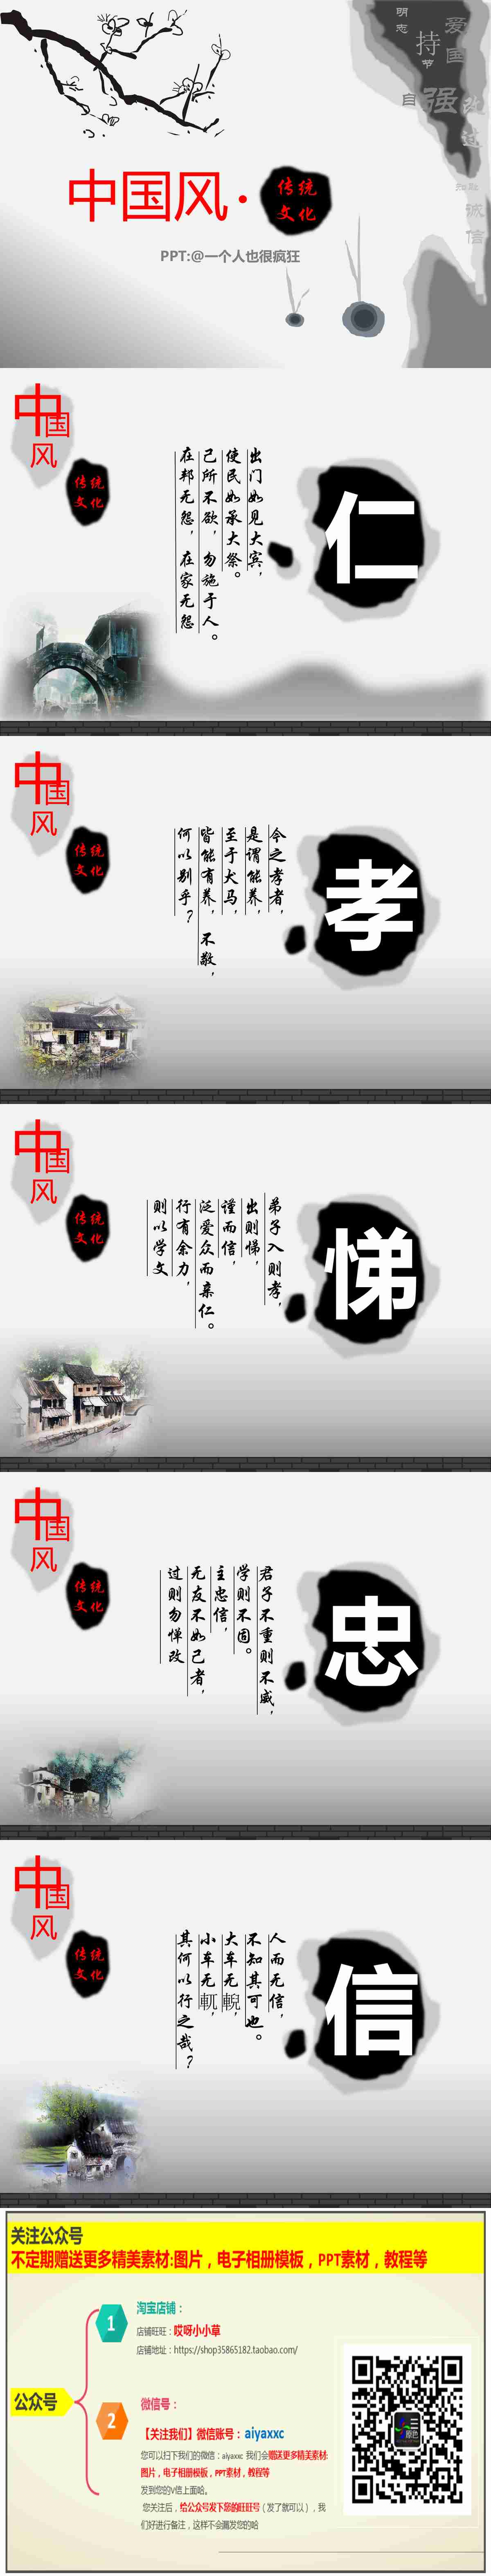 明志
爱国
持节
自强
改过
知耻
诚信
中国风·
传统
文化
PPT:@一个人也很疯狂
中国风
传统
文化
出门如见大宾，
使民如承大祭。
己所不欲，勿施于人。
在邦无怨，在家无怨
仁
中国风
传统
文化
今之孝者，
是谓能养，
至于犬马，
皆能有养，不敬，
何以别乎？
孝
中国风
传统
文化
弟子入则孝，
出则悌，
谨而信，
泛爱众而亲仁。
行有余力，
则以学文
悌
中国风
传统
文化
君子不重则不威，
学则不固。
主忠信，
无友不如己者，
过则勿惮改
忠
中国风
传统
文化
人而无信，
不知其可也。
大车无輗，
小车无軏，
其何以行之哉？
信
关注公众号
不定期赠送更多精美素材:图片，电子相册模板，PPT素材，教程等
公众号
1
淘宝店铺：
店铺旺旺：哎呀小小草
店铺地址：https://shop35865182.taobao.com/
2
微信号：
【关注我们】微信账号：aiyaxxc
您可以扫下我们的微信：aiyaxxc 我们会赠送更多精美素材:
图片，电子相册模板，PPT素材，教程等
发到您的V信上面哈。
您关注后，给公众号发下您的旺旺号（发了就可以），我
们好进行备注，这样不会漏发您的哈